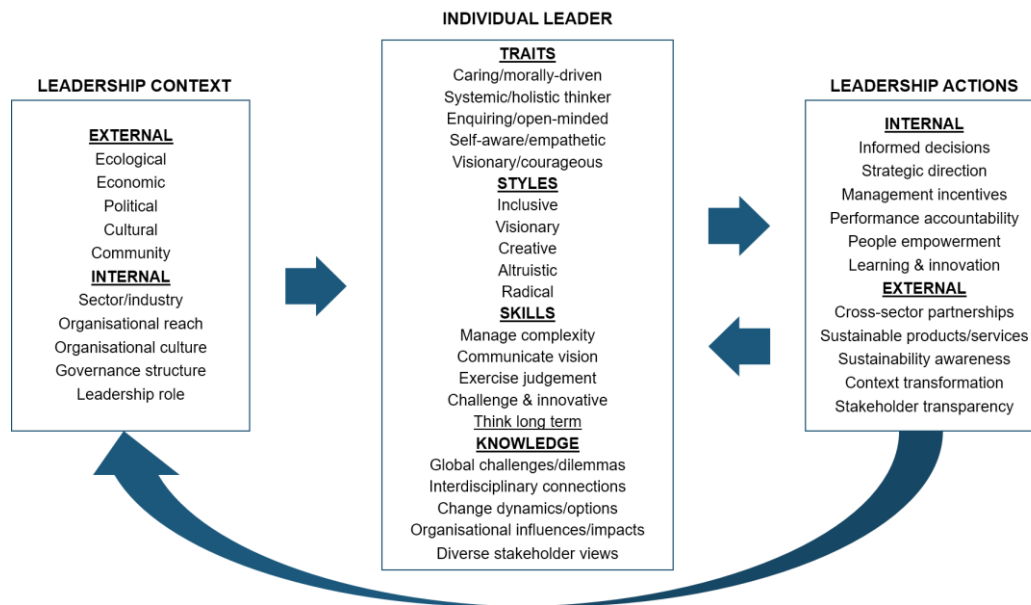 LEADERSHIP CONTEXT
EXTERNAL
Ecological
Economic
Political
Cultural
Community
INTERNAL
Sector/industry
Organisational reach
Organisational culture
Governance structure
Leadership role
INDIVIDUAL LEADER
TRAITS
Caring/morally-driven
Systemic/holistic thinker
Enquiring/open-minded
Self-aware/empathetic
Visionary/courageous
STYLES
Inclusive
Visionary
Creative
Altruistic
Radical
SKILLS
Manage complexity
Communicate vision
Exercise judgement
Challenge & innovative
Think long term
KNOWLEDGE
Global challenges/dilemmas
Interdisciplinary connections
Change dynamics/options
Organisational influences/impacts
Diverse stakeholder views
LEADERSHIP ACTIONS
INTERNAL
Informed decisions
Strategic direction
Management incentives
Performance accountability
People empowerment
Learning & innovation
EXTERNAL
Cross-sector partnerships
Sustainable products/services
Sustainability awareness
Context transformation
Stakeholder transparency